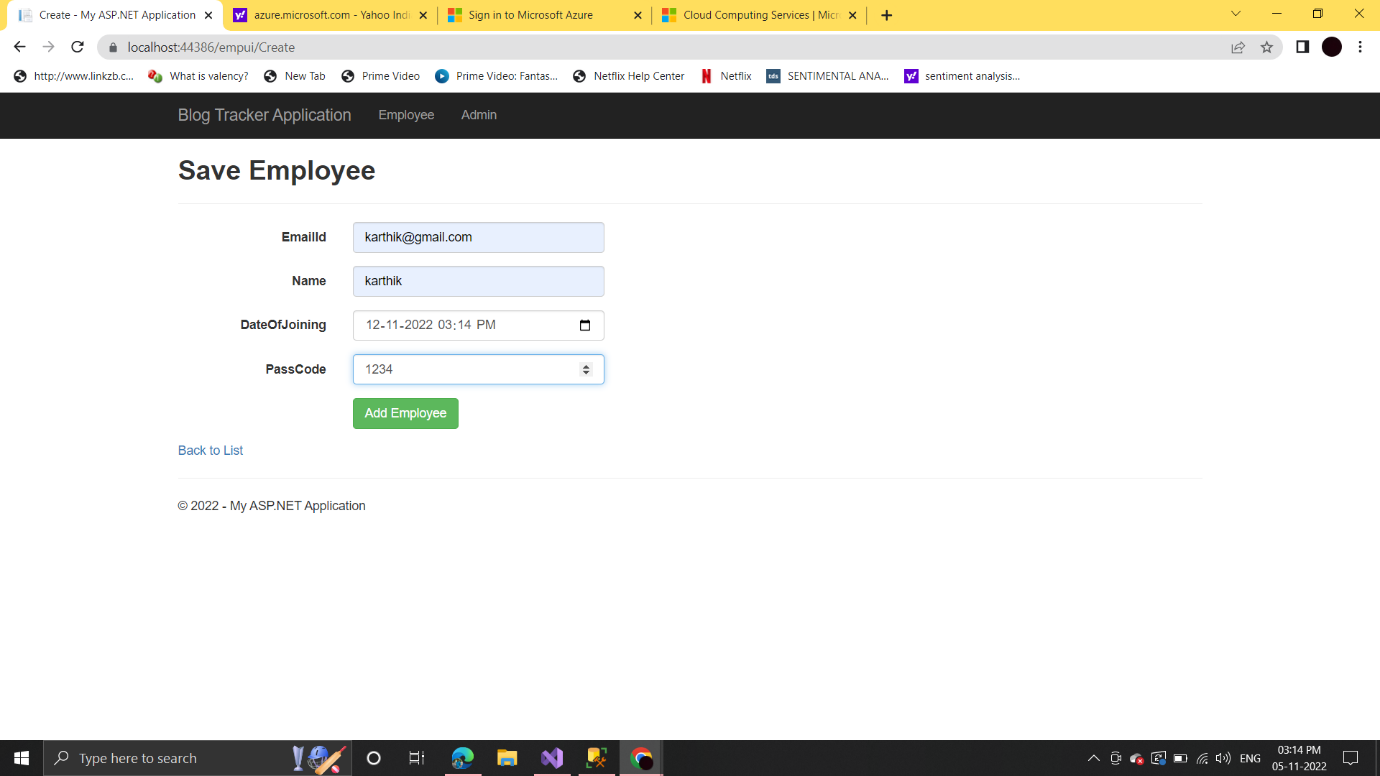 Create - My ASP.NET Application
azure.microsoft.com - Yahoo Indi
Sign in to Microsoft Azure
Cloud Computing Services | Micr
localhost:44386/empui/Create
http://www.linkzb.c... What is valency? New Tab Prime Video Prime Video: Fantas... Netflix Help Center Netflix tds SENTIMENTAL ANA... y! sentiment analysis...
Blog Tracker Application Employee Admin
Save Employee
EmailId karthik@gmail.com
Name karthik
DateOfJoining 12-11-2022 03:14 PM
PassCode 1234
Add Employee
Back to List
© 2022 - My ASP.NET Application
Type here to search
ENG
03:14 PM
05-11-2022